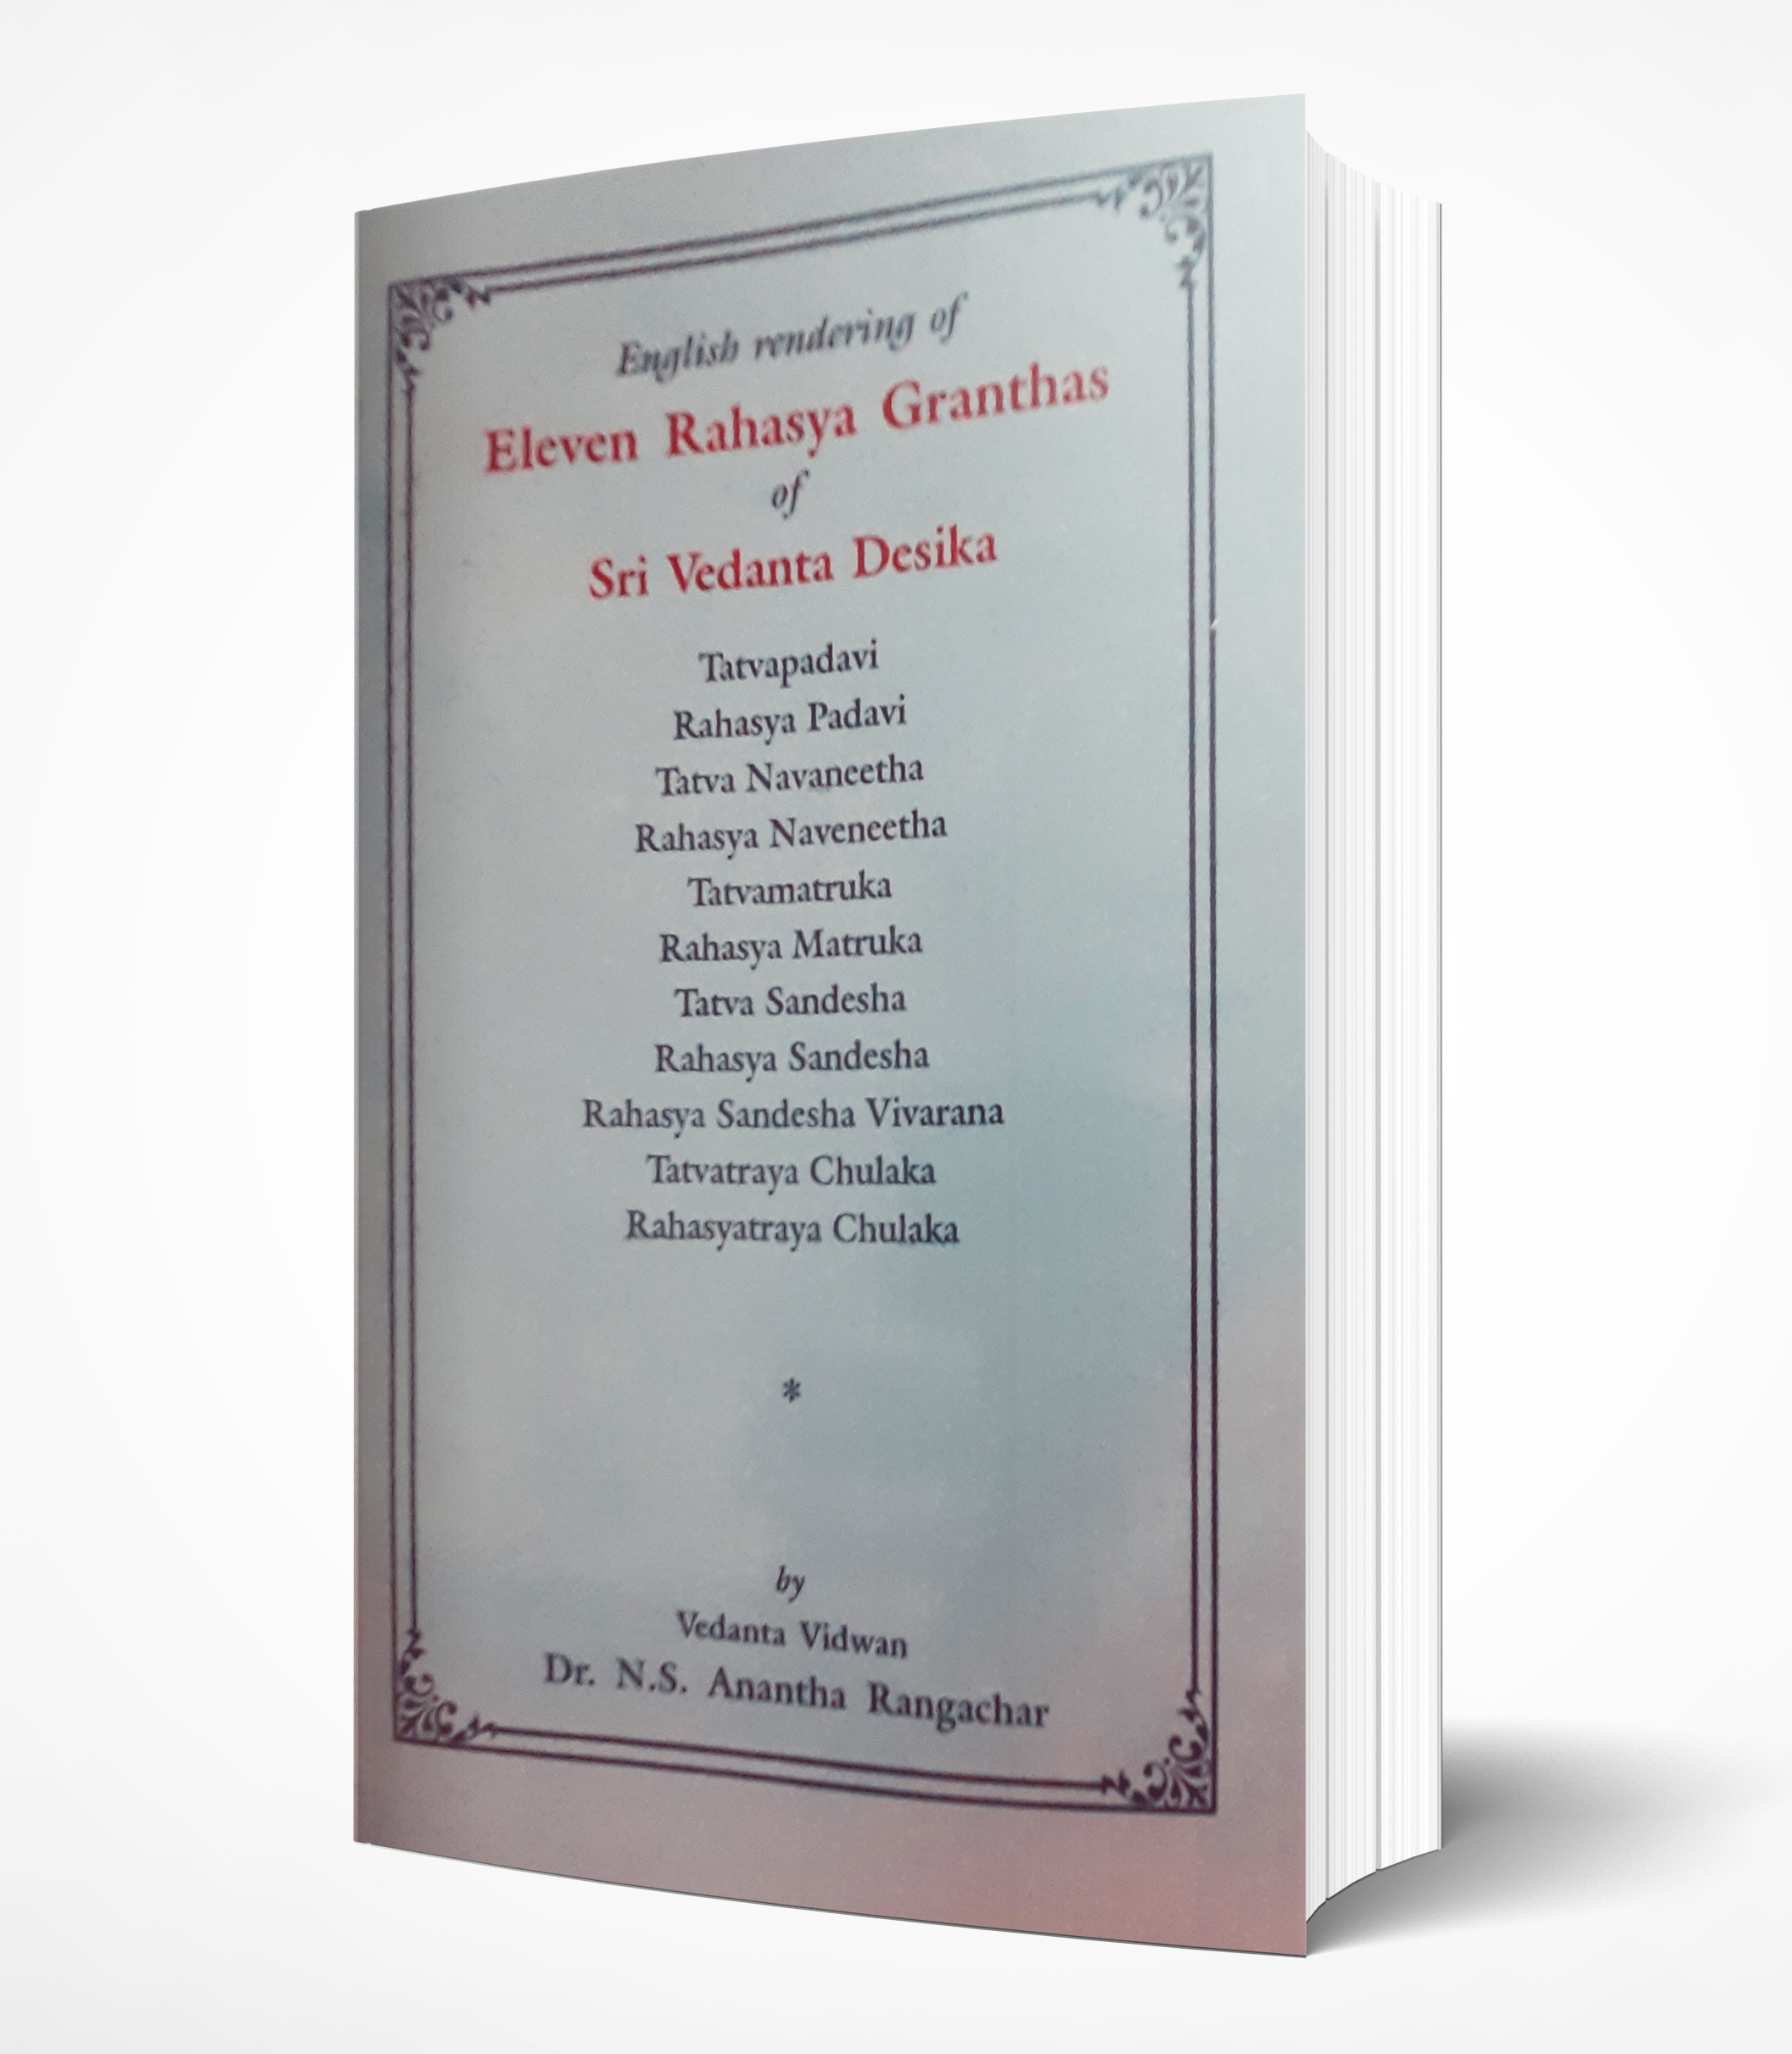 English rendering of
Eleven Rahasya Granthas
of
Sri Vedanta Desika
Tatvapadavi
Rahasya Padavi
Tatva Navaneetha
Rahasya Naveneetha
Tatvamatruka
Rahasya Matruka
Tatva Sandesha
Rahasya Sandesha
Rahasya Sandesha Vivarana
Tatvatraya Chulaka
Rahasyatraya Chulaka
*
by
Vedanta Vidwan
Dr. N.S. Anantha Rangachar